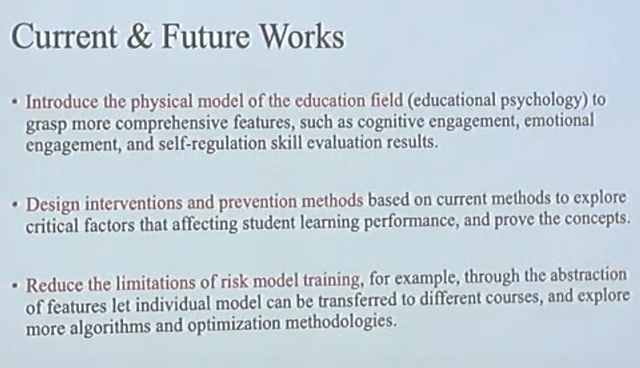 Current & Future Works
• Introduce the physical model of the education field (educational psychology) to
grasp more comprehensive features, such as cognitive engagement, emotional
engagement, and self-regulation skill evaluation results.
• Design interventions and prevention methods based on current methods to explore
critical factors that affecting student learning performance, and prove the concepts.
• Reduce the limitations of risk model training, for example, through the abstraction
of features let individual model can be transferred to different courses, and explore
more algorithms and optimization methodologies.